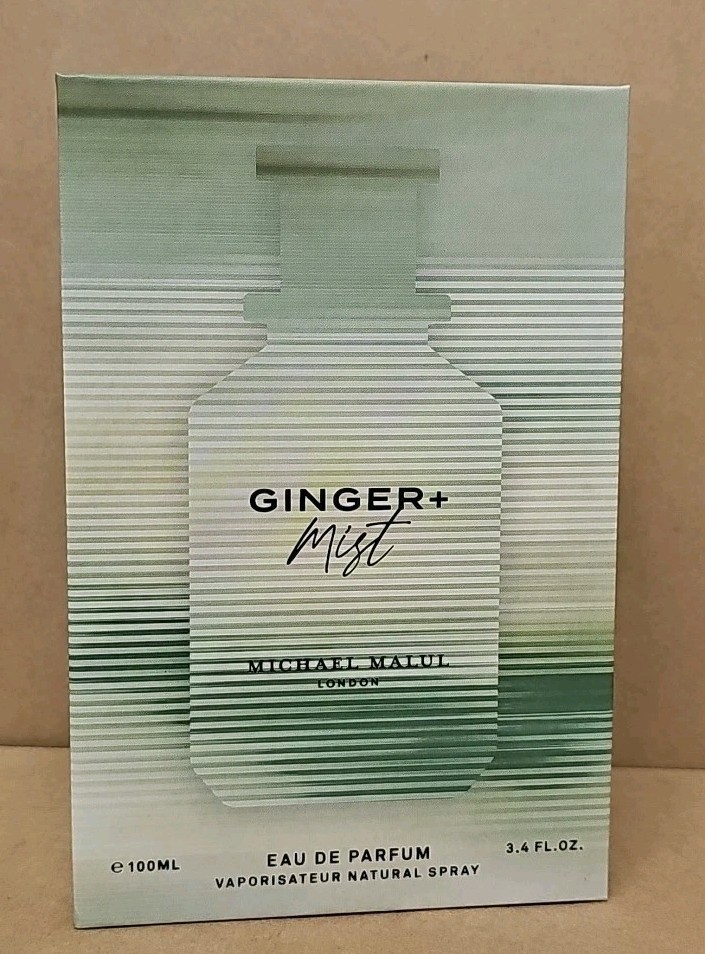 GINGER+
Mist
MICHAEL MALUL
LONDON
℮ 100ML
EAU DE PARFUM
3.4 FL.OZ.
VAPORISATEUR NATURAL SPRAY